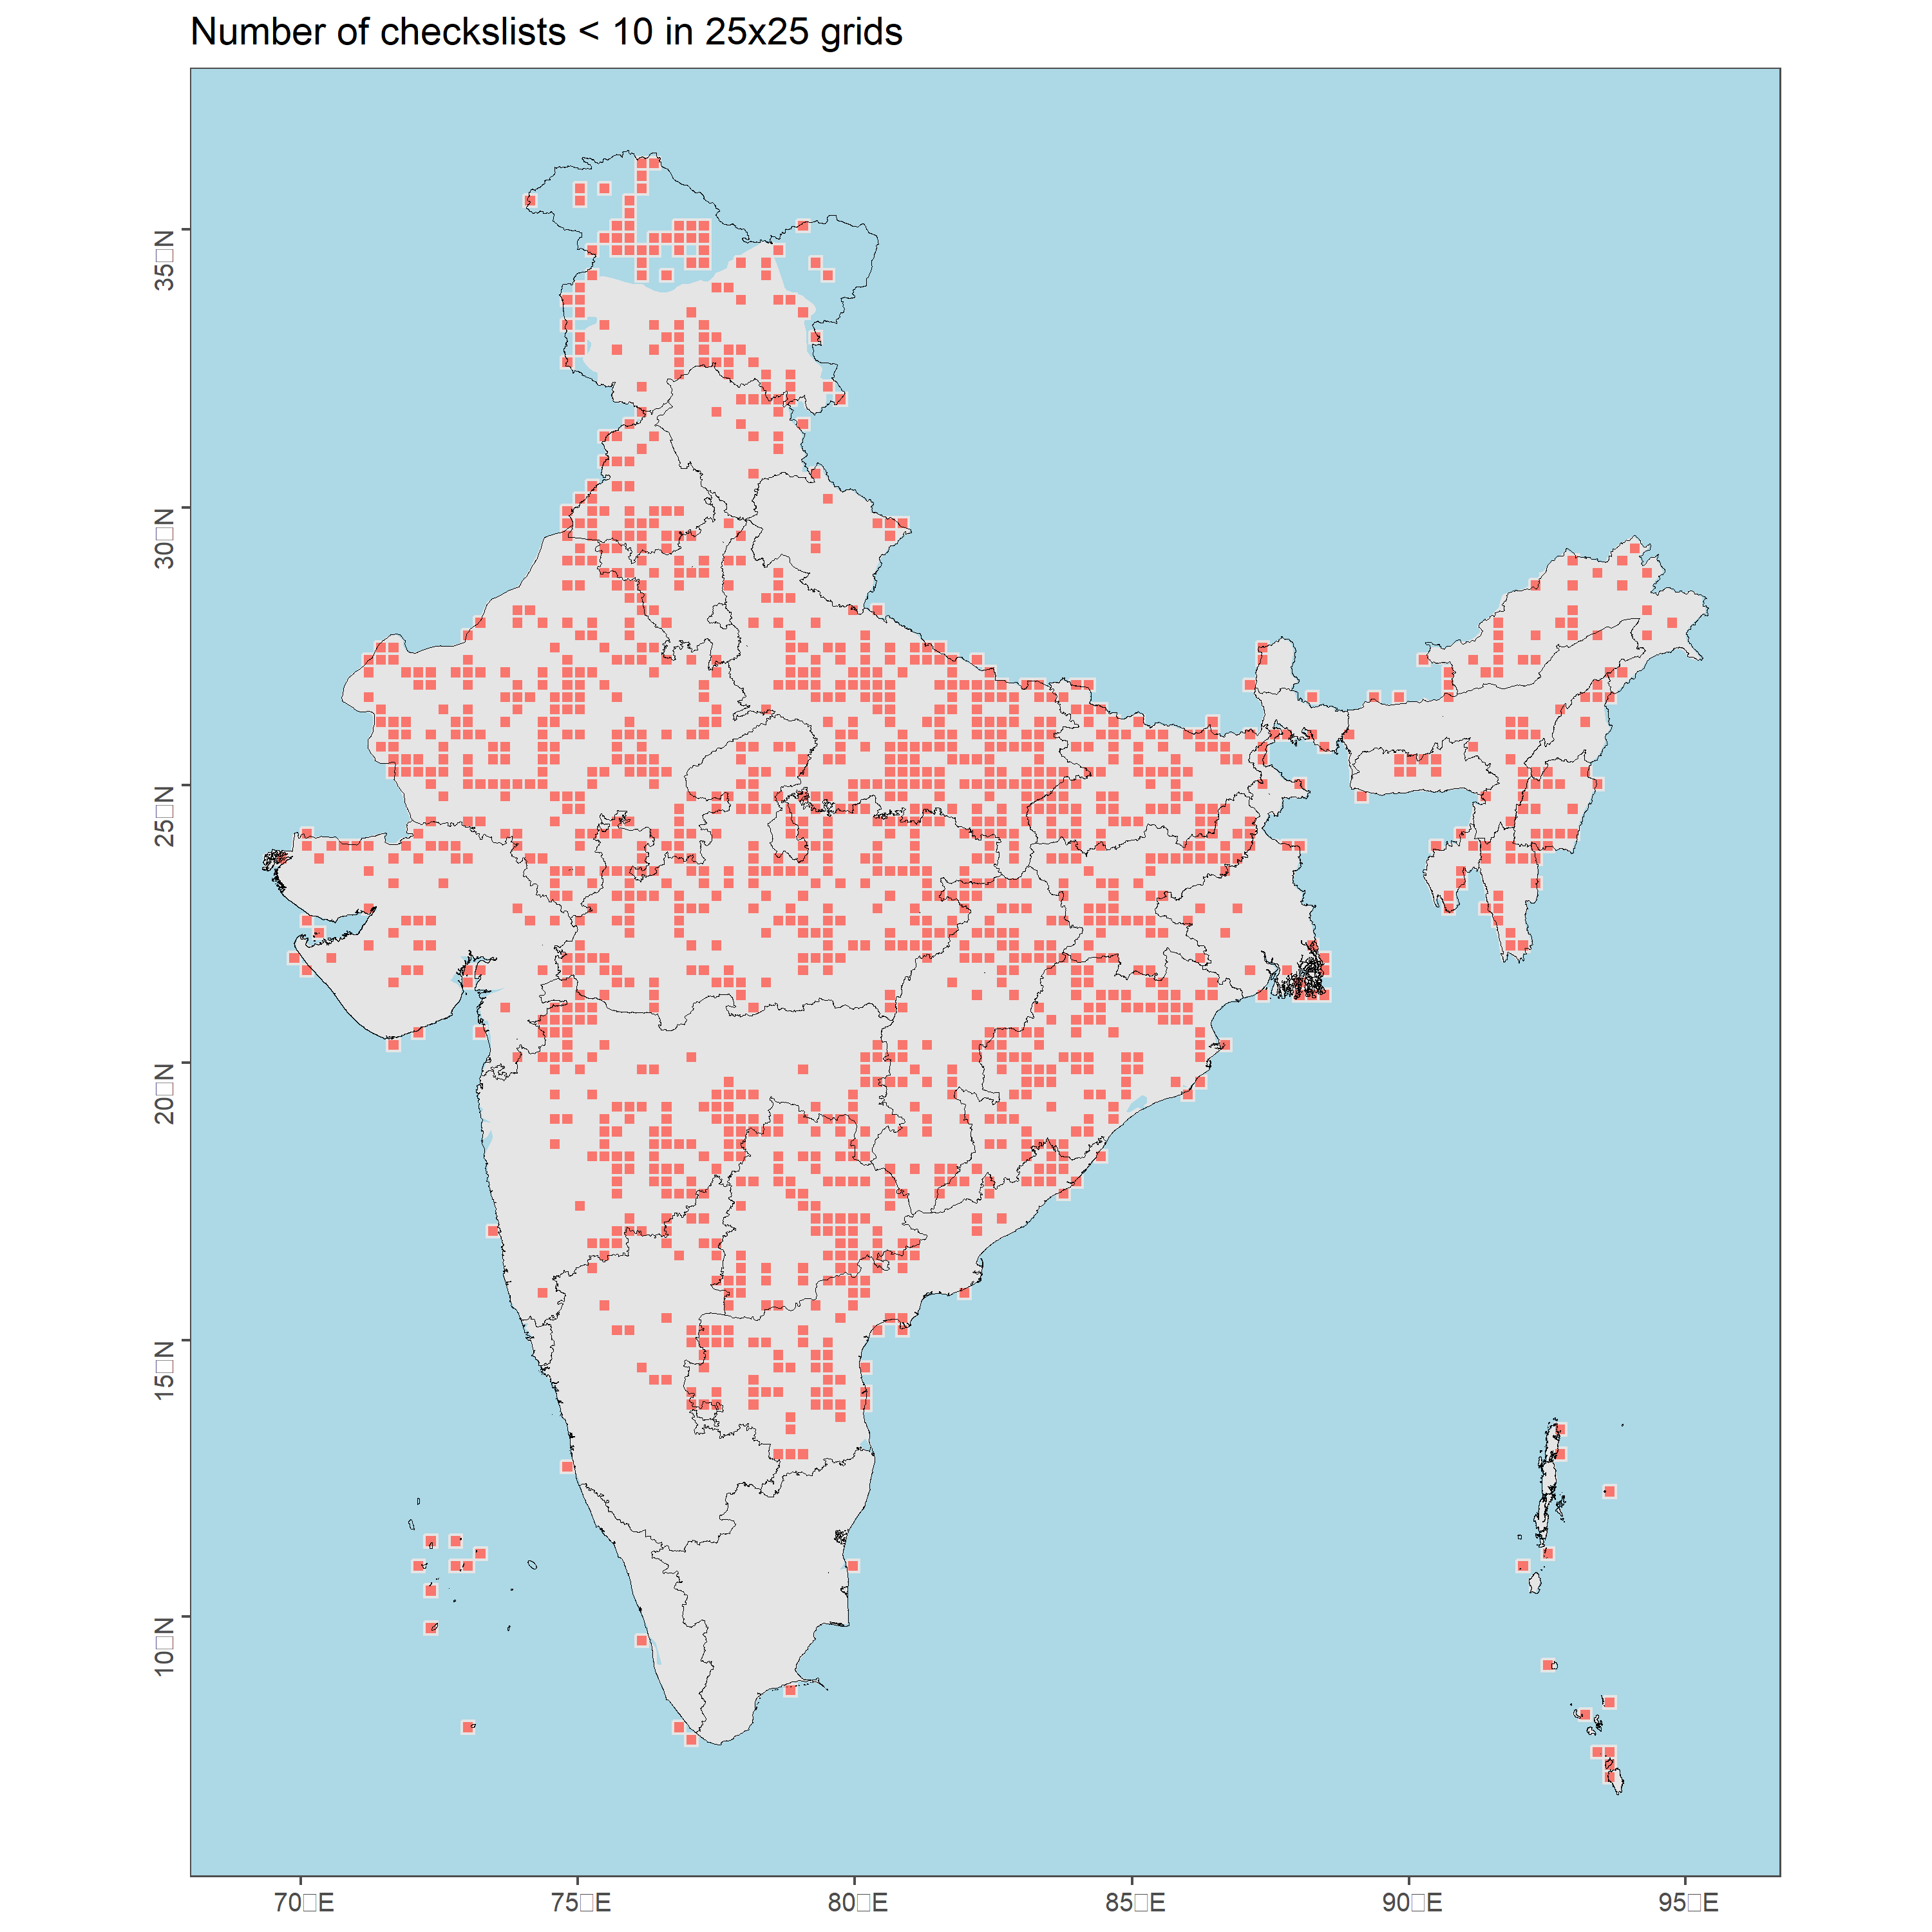 Number of checkslists < 10 in 25x25 grids
35□N
30□N
25□N
20□N
15□N
10□N
70□E
75□E
80□E
85□E
90□E
95□E